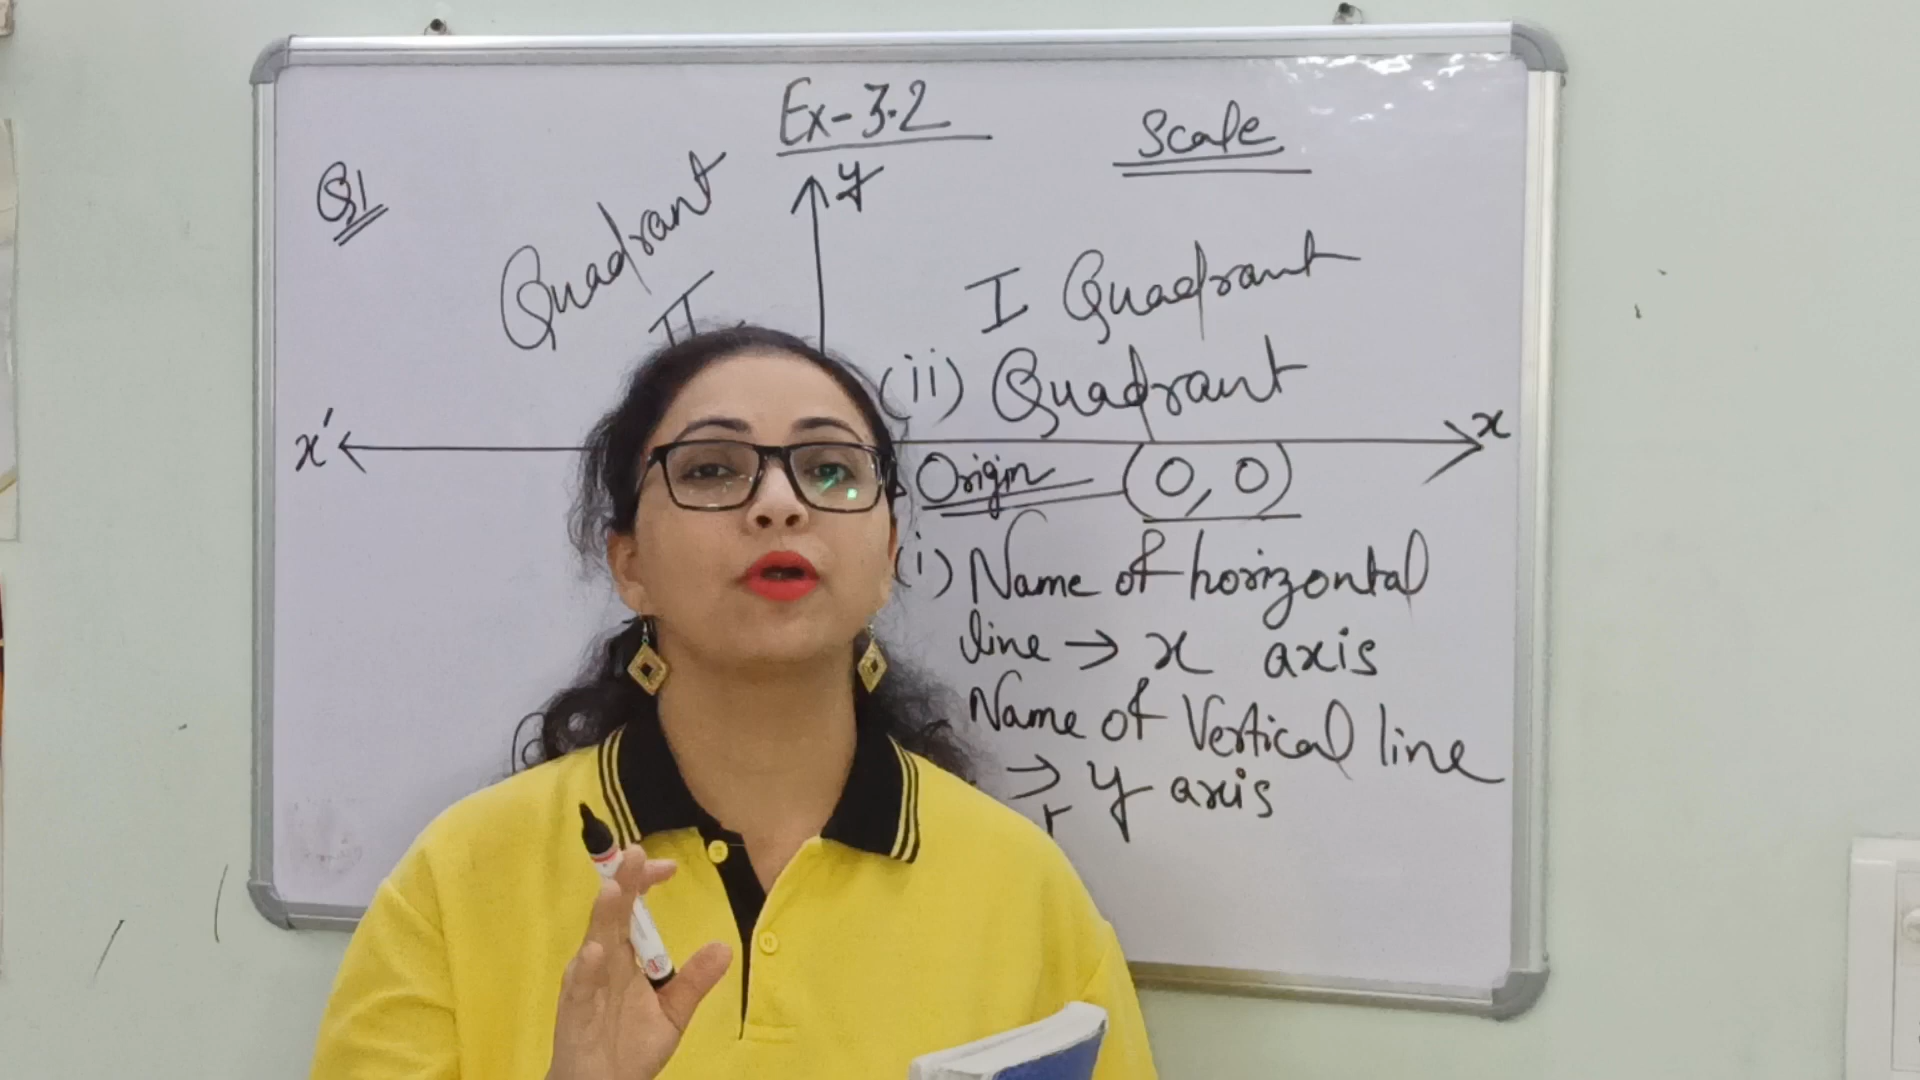 Ex-3.2
Scale
Q1
y
Quadrant
II
I Quadrant
(ii) Quadrant
x'
x
Origin (0,0)
(i) Name of horizontal
line → x axis
Name of Vertical line
→ y axis